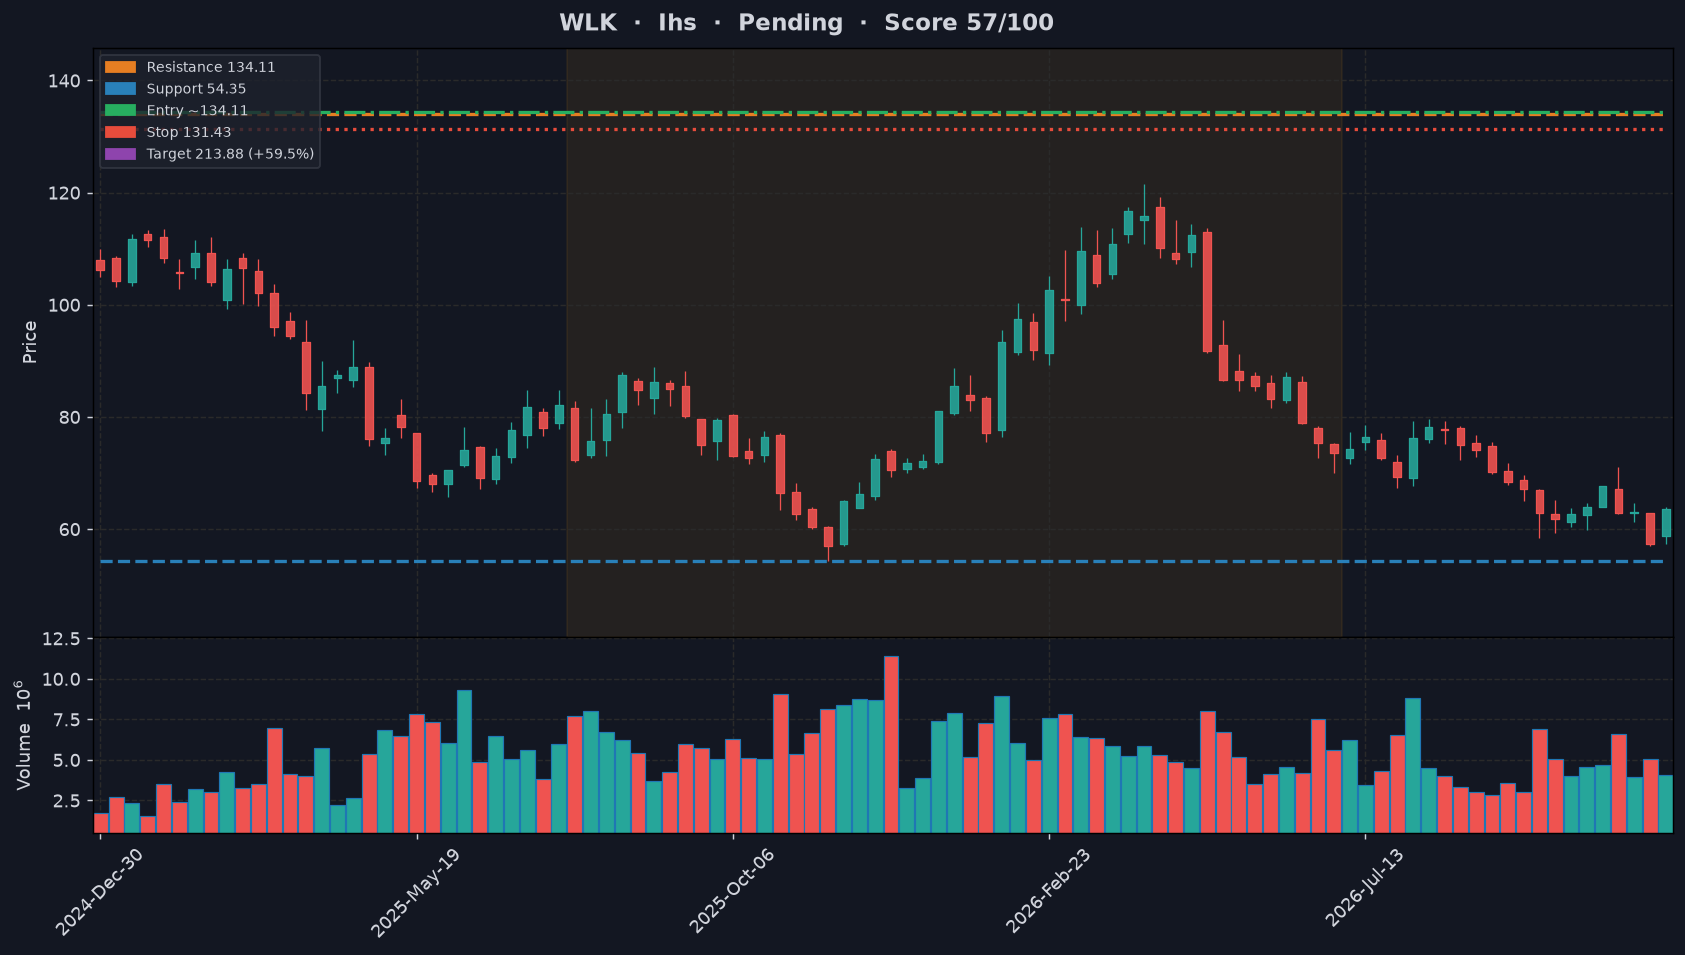 WLK · Ihs · Pending · Score 57/100
Resistance 134.11
Support 54.35
Entry ~134.11
Stop 131.43
Target 213.88 (+59.5%)
Price
140
120
100
80
60
Volume 10⁶
12.5
10.0
7.5
5.0
2.5
2024-Dec-30
2025-May-19
2025-Oct-06
2026-Feb-23
2026-Jul-13